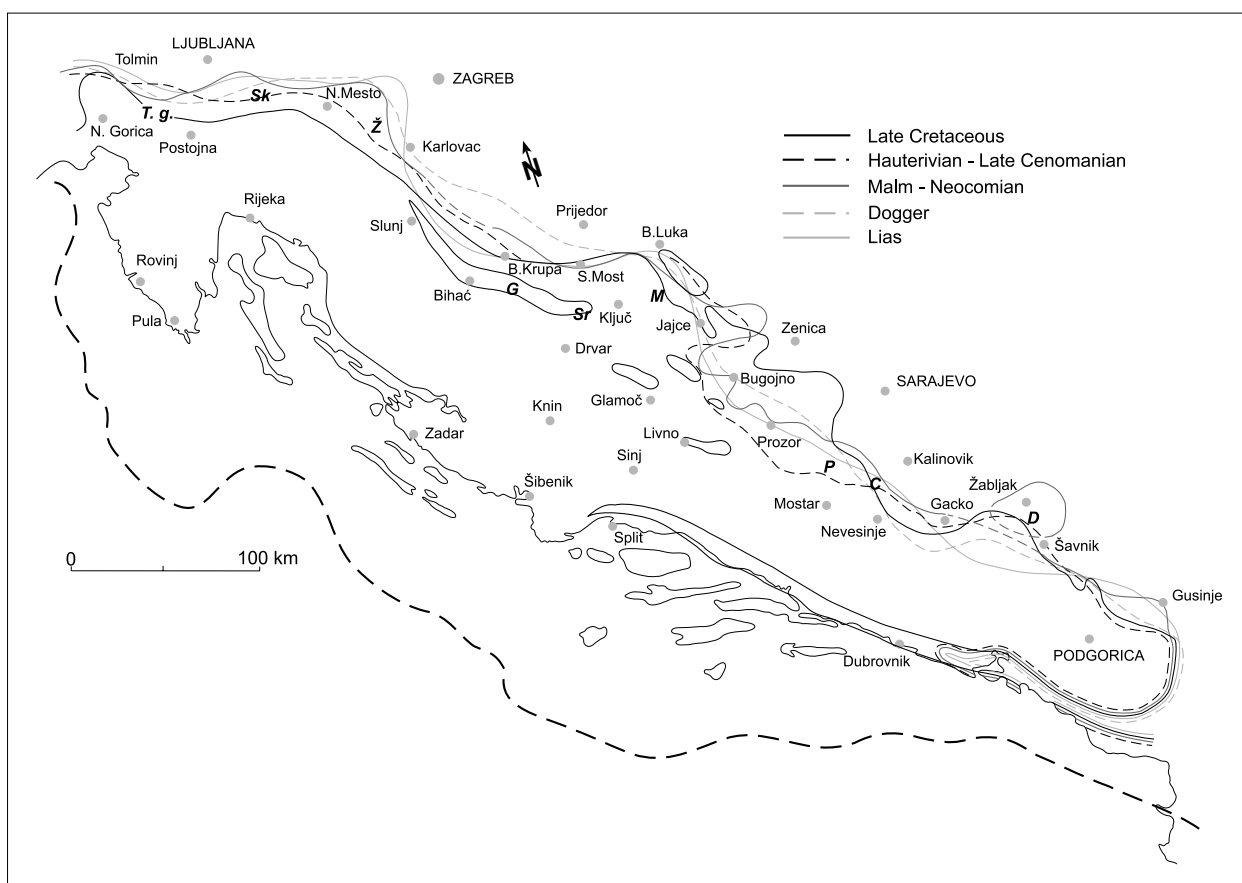 LJUBLJANA
Tolmin
ZAGREB
Sk
N.Mesto
T. g.
N. Gorica
Postojna
Ž
Karlovac
Late Cretaceous
Hauterivian - Late Cenomanian
Malm - Neocomian
Dogger
Lias
N
Rijeka
Slunj
Prijedor
B.Luka
Rovinj
B.Krupa
S.Most
Bihać
G
Sr
M
Pula
Ključ
Jajce
Zenica
Drvar
Bugojno
SARAJEVO
Glamoč
Knin
Zadar
Livno
Prozor
Sinj
P
Kalinovik
Šibenik
C
Žabljak
Mostar
Gacko
D
Nevesinje
Split
Šavnik
0 100 km
Gusinje
Dubrovnik
PODGORICA